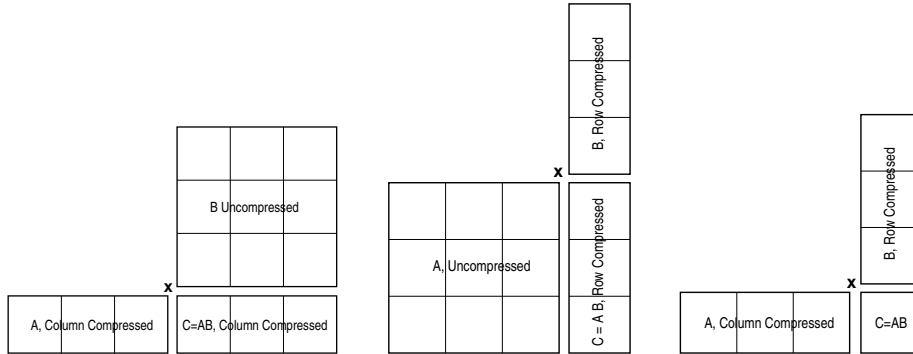 B Uncompressed
x
A, Column Compressed
C=AB, Column Compressed
B, Row Compressed
x
A, Uncompressed
C = A B, Row Compressed
B, Row Compressed
x
A, Column Compressed
C=AB